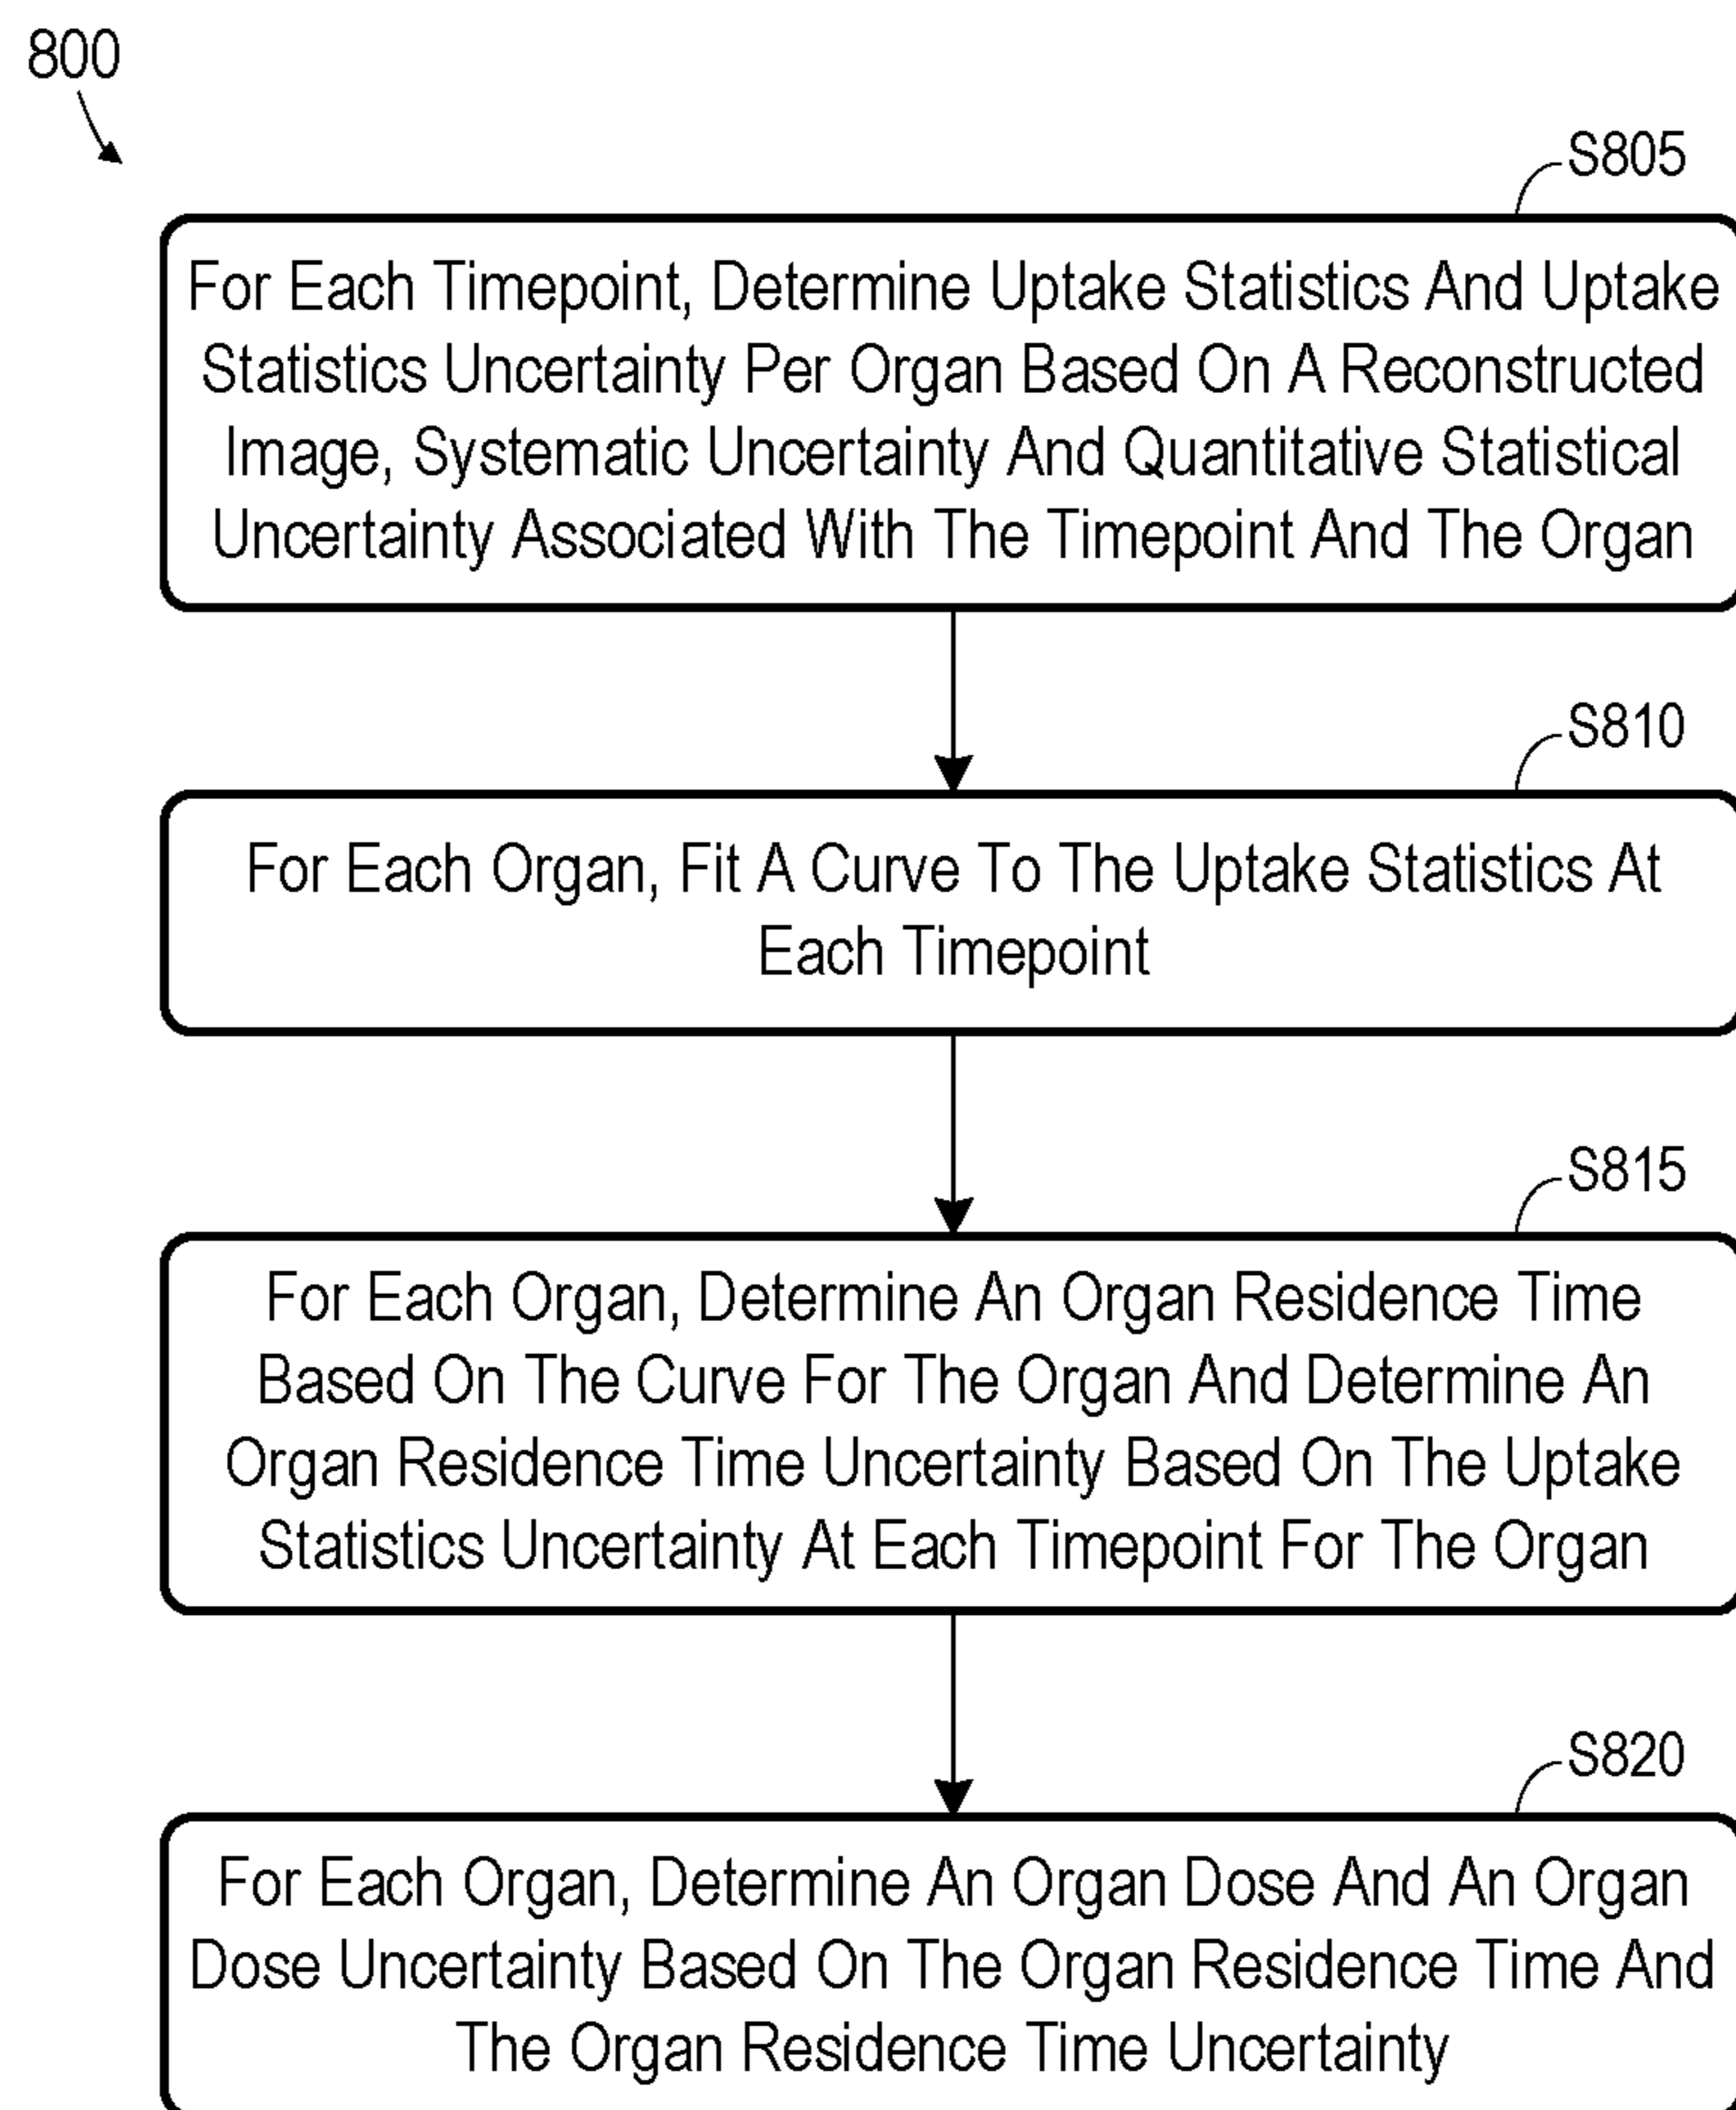 800
S805
For Each Timepoint, Determine Uptake Statistics And Uptake
Statistics Uncertainty Per Organ Based On A Reconstructed
Image, Systematic Uncertainty And Quantitative Statistical
Uncertainty Associated With The Timepoint And The Organ
S810
For Each Organ, Fit A Curve To The Uptake Statistics At
Each Timepoint
S815
For Each Organ, Determine An Organ Residence Time
Based On The Curve For The Organ And Determine An
Organ Residence Time Uncertainty Based On The Uptake
Statistics Uncertainty At Each Timepoint For The Organ
S820
For Each Organ, Determine An Organ Dose And An Organ
Dose Uncertainty Based On The Organ Residence Time And
The Organ Residence Time Uncertainty